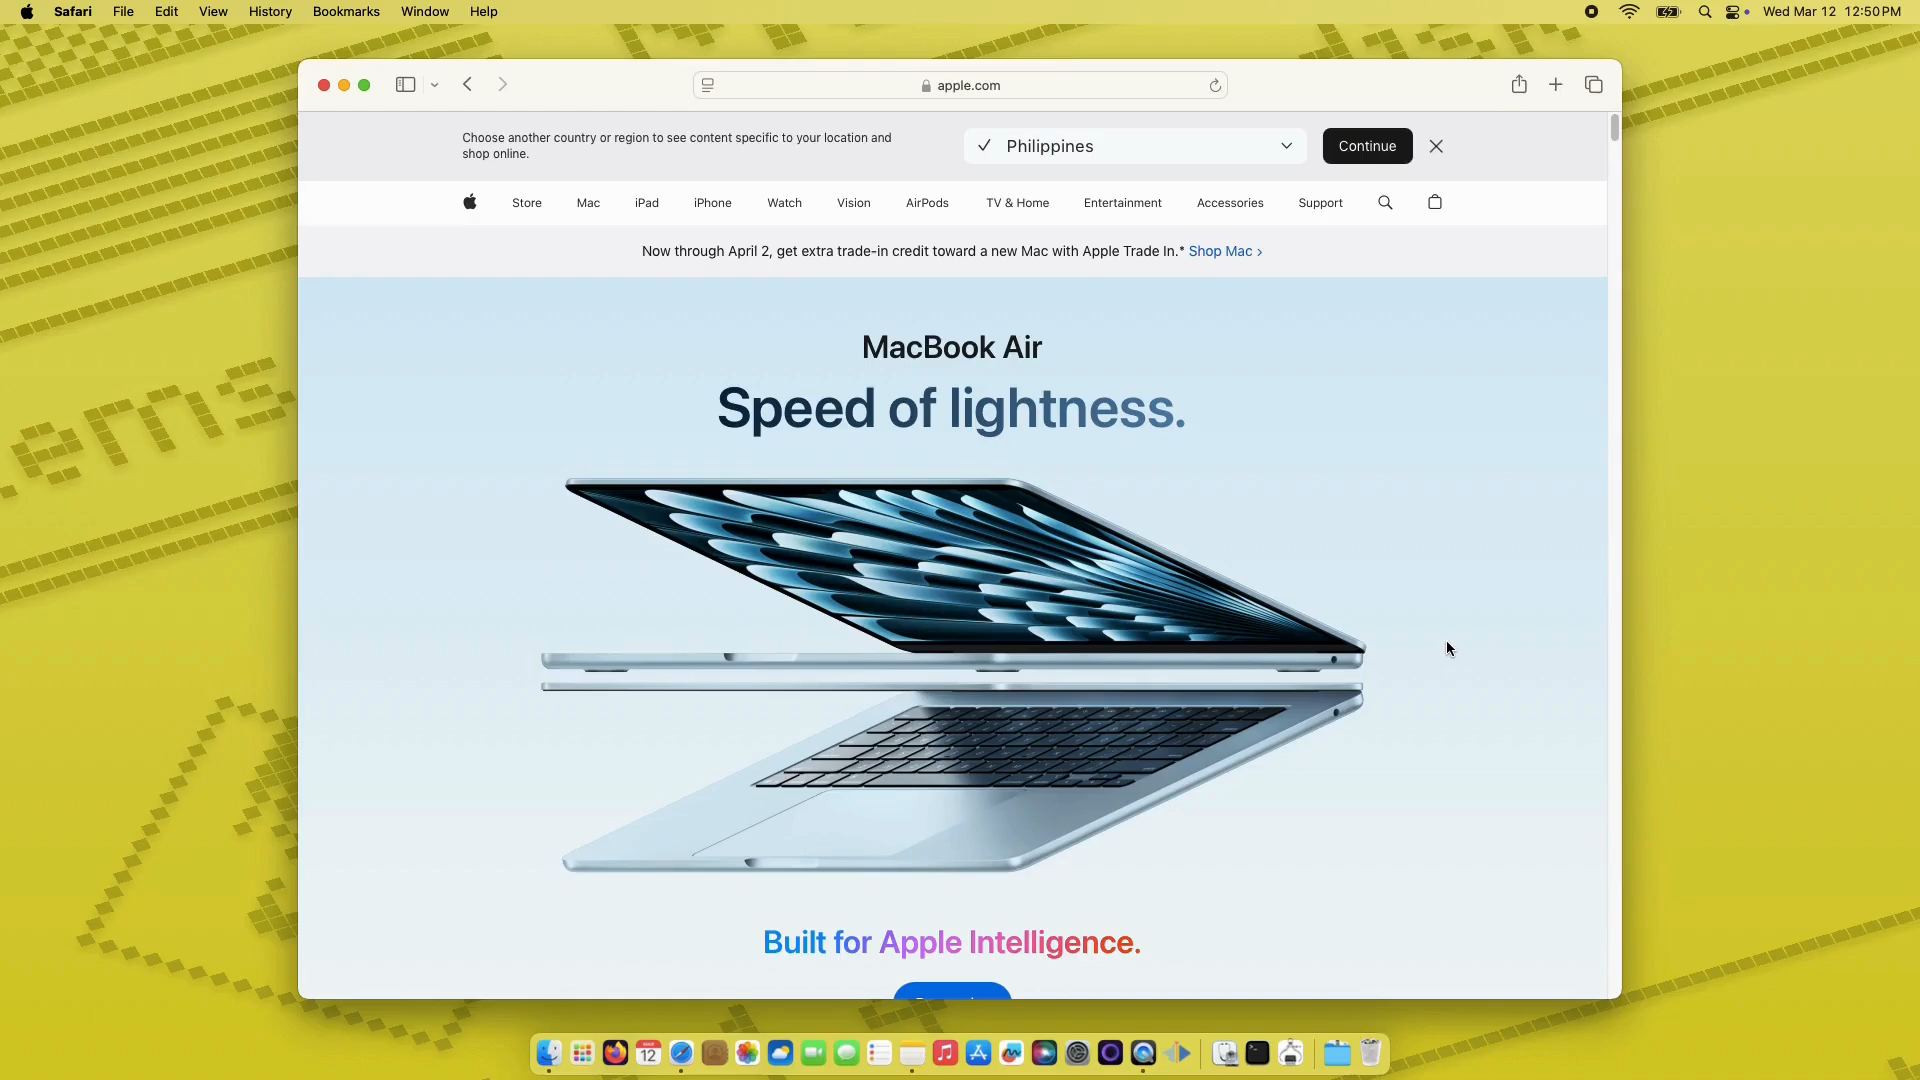 Safari File Edit View History Bookmarks Window Help
Wed Mar 12 12:50 PM
apple.com
Choose another country or region to see content specific to your location and
shop online.
Philippines
Continue
Store Mac iPad iPhone Watch Vision AirPods TV & Home Entertainment Accessories Support
Now through April 2, get extra trade-in credit toward a new Mac with Apple Trade In.* Shop Mac >
MacBook Air
Speed of lightness.
Built for Apple Intelligence.
12